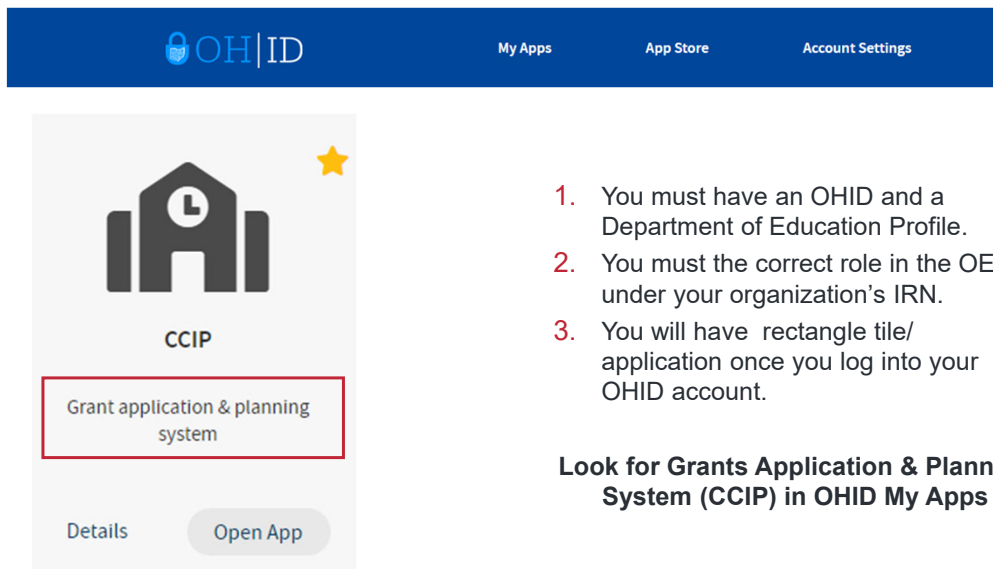 OH|ID
My Apps
App Store
Account Settings
CCIP
Grant application & planning
system
Details
Open App
1. You must have an OHID and a
Department of Education Profile.
2. You must the correct role in the OE
under your organization’s IRN.
3. You will have  rectangle tile/
application once you log into your
OHID account.
Look for Grants Application & Plann
System (CCIP) in OHID My Apps